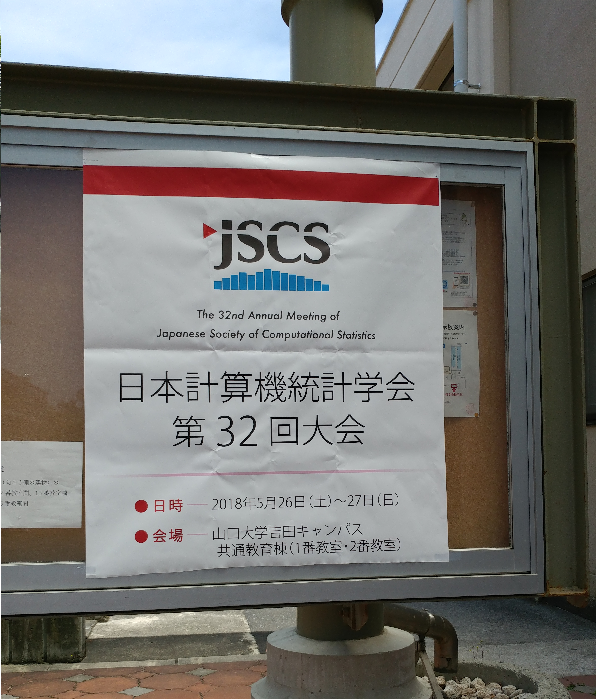 JSCS
The 32nd Annual Meeting of
Japanese Society of Computational Statistics
日本計算機統計学会
第32回大会
●日時 ― 2018年5月26日(土)～27日(日)
●会場 ― 山口大学吉田キャンパス
共通教育棟(1番教室・2番教室)